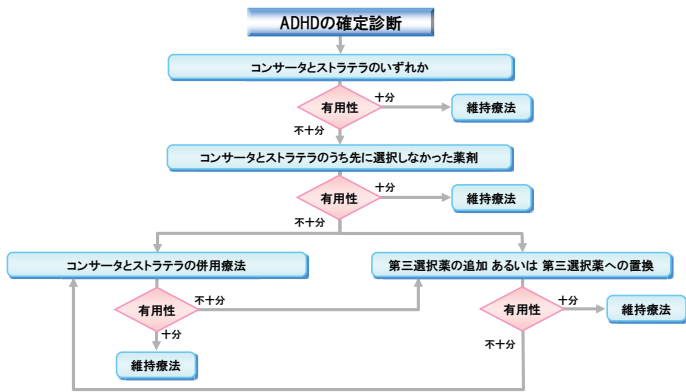 ADHDの確定診断
コンサータとストラテラのいずれか
有用性
十分
維持療法
不十分
コンサータとストラテラのうち先に選択しなかった薬剤
有用性
十分
維持療法
不十分
コンサータとストラテラの併用療法
第三選択薬の追加 あるいは 第三選択薬への置換
有用性
不十分
十分
維持療法
有用性
十分
維持療法
不十分